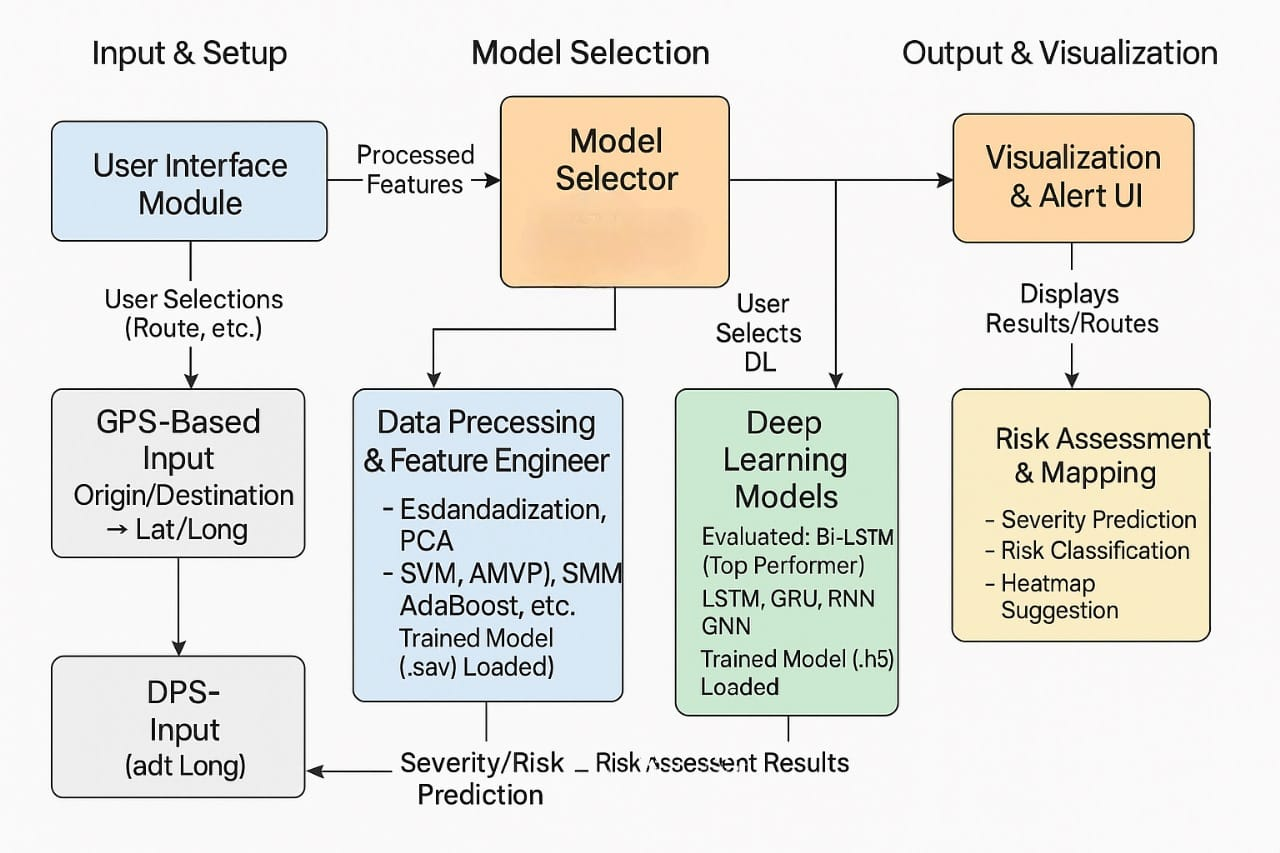 Input & Setup
Model Selection
Output & Visualization
User Interface
Module
Processed
Features
Model
Selector
Visualization
& Alert UI
User Selections
(Route, etc.)
User
Selects
DL
Displays
Results/Routes
GPS-Based
Input
Origin/Destination
→ Lat/Long
Data Precessing
& Feature Engineer
- Esdandadization,
PCA
- SVM, AMVP), SMM
AdaBoost, etc.
Trained Model
(.sav) Loaded)
Deep
Learning
Models
Evaluated: Bi-LSTM
(Top Performer)
LSTM, GRU, RNN
GNN
Trained Model (.h5)
Loaded
Risk Assessment
& Mapping
- Severity Prediction
- Risk Classification
- Heatmap
Suggestion
DPS-
Input
(adt Long)
Severity/Risk
Prediction
Risk Assessent Results